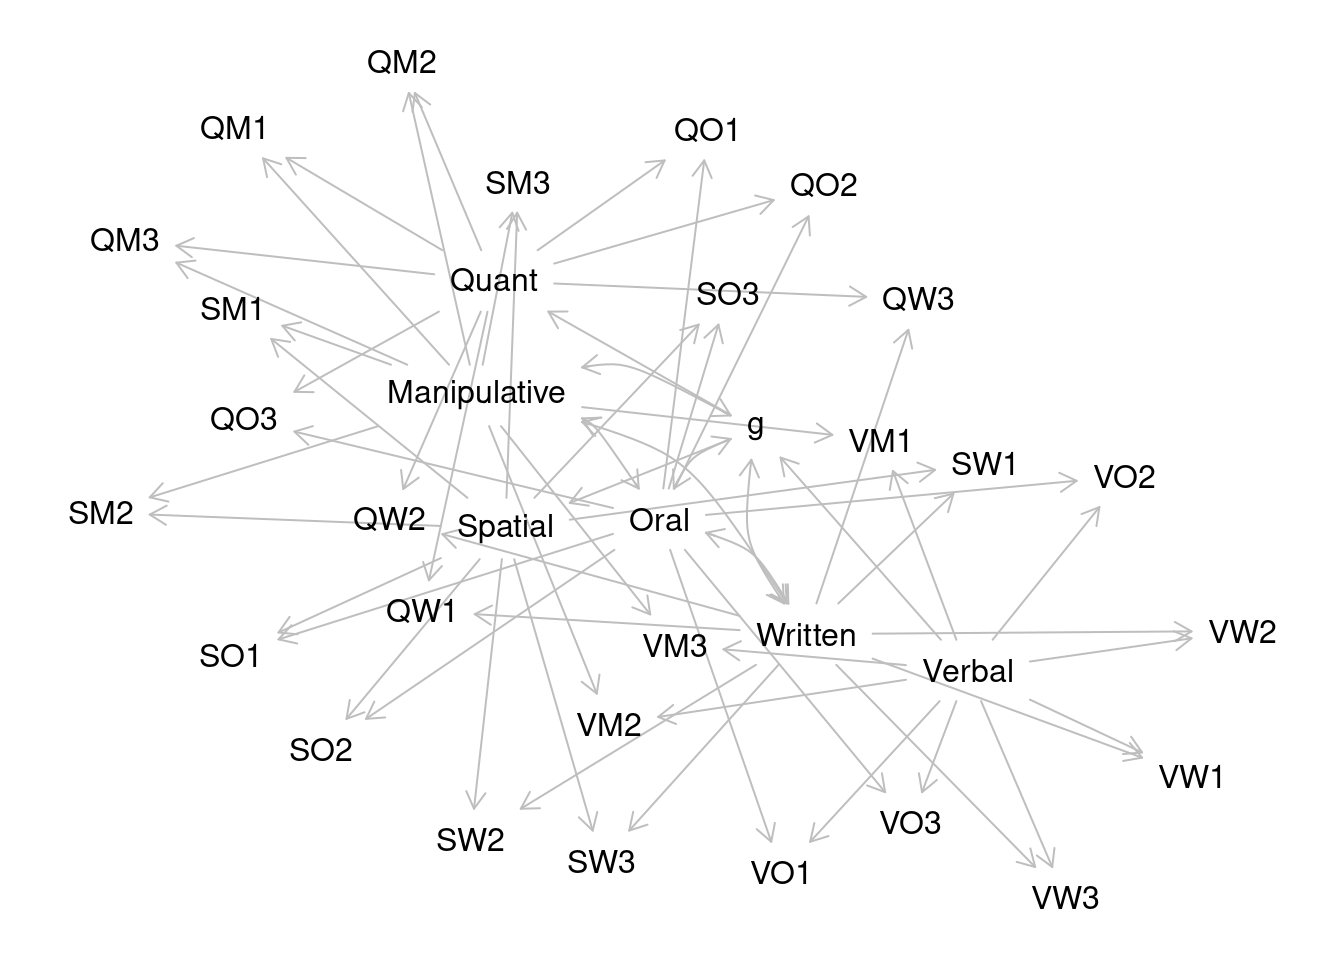 QM2
QM1
QO1
SM3
QO2
QM3
Quant
SO3
QW3
SM1
Manipulative
QO3
g
VM1
SW1
VO2
SM2
QW2
Spatial
Oral
QW1
SO1
VM3
Written
VW2
Verbal
SO2
VM2
VW1
SW2
SW3
VO1
VO3
VW3